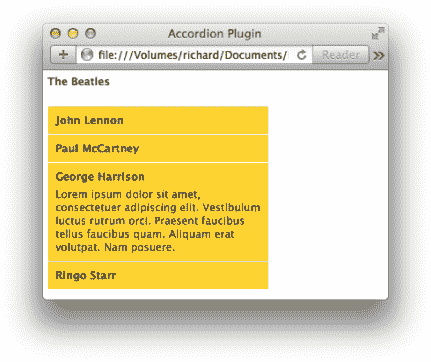 Accordion Plugin
file:///Volumes/richard/Documents/
Reader
The Beatles
John Lennon
Paul McCartney
George Harrison
Lorem ipsum dolor sit amet,
consectetuer adipiscing elit. Vestibulum
luctus rutrum orci. Praesent faucibus
tellus faucibus quam. Aliquam erat
volutpat. Nam posuere.
Ringo Starr